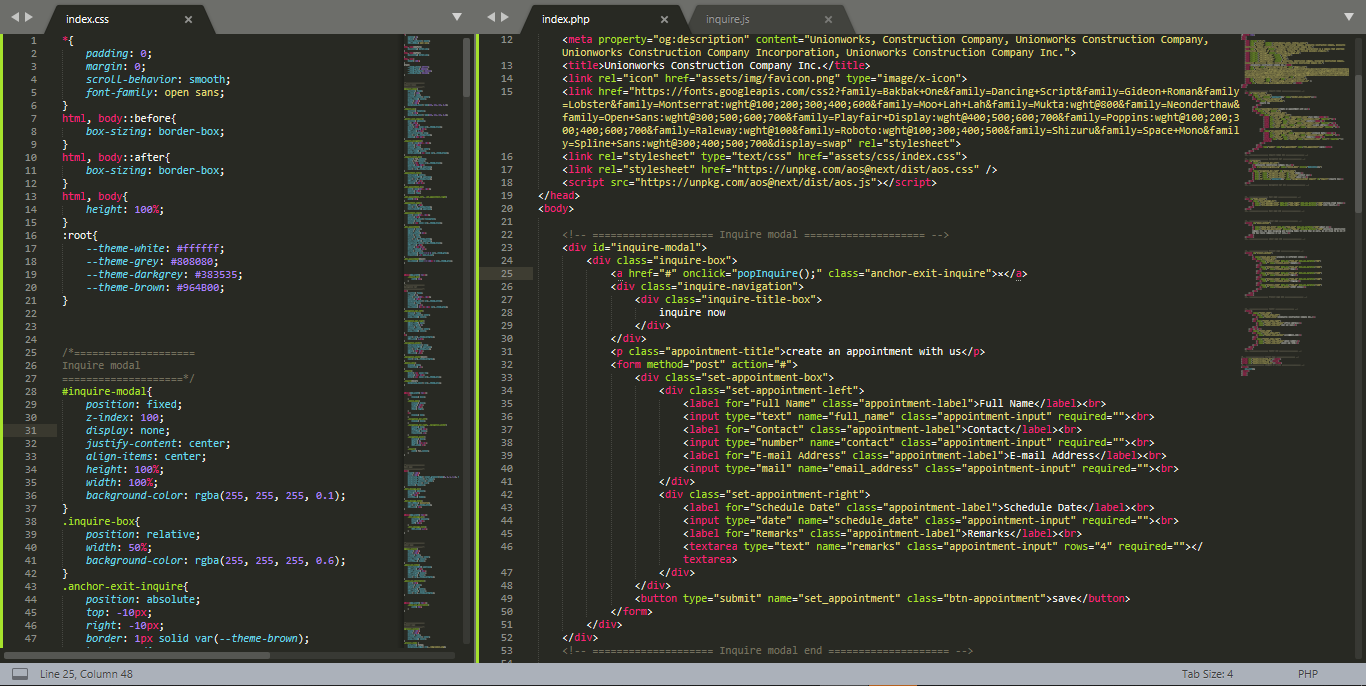 index.css
index.php
inquire.js
1 *{
2 padding: 0;
3 margin: 0;
4 scroll-behavior: smooth;
5 font-family: open sans;
6 }
7 html, body::before{
8 box-sizing: border-box;
9 }
10 html, body::after{
11 box-sizing: border-box;
12 }
13 html, body{
14 height: 100%;
15 }
16 :root{
17 --theme-white: #ffffff;
18 --theme-grey: #808080;
19 --theme-darkgrey: #383535;
20 --theme-brown: #964B00;
21 }
22
23
24
25 /*====================
26 Inquire modal
27 ====================*/
28 #inquire-modal{
29 position: fixed;
30 z-index: 100;
31 display: none;
32 justify-content: center;
33 align-items: center;
34 height: 100%;
35 width: 100%;
36 background-color: rgba(255, 255, 255, 0.1);
37 }
38 .inquire-box{
39 position: relative;
40 width: 50%;
41 background-color: rgba(255, 255, 255, 0.6);
42 }
43 .anchor-exit-inquire{
44 position: absolute;
45 top: -10px;
46 right: -10px;
47 border: 1px solid var(--theme-brown);
12 <meta property="og:description" content="Unionworks, Construction Company, Unionworks Construction Company,
Unionworks Construction Company Incorporation, Unionworks Construction Company Inc.">
13 <title>Unionworks Construction Company Inc.</title>
14 <link rel="icon" href="assets/img/favicon.png" type="image/x-icon">
15 <link href="https://fonts.googleapis.com/css2?family=Bakbak+One&family=Dancing+Script&family=Gideon+Roman&family
=Lobster&family=Montserrat:wght@100;200;300;400;600&family=Moo+Lah+Lah&family=Mukta:wght@800&family=Neonderthaw&
family=Open+Sans:wght@300;500;600;700&family=Playfair+Display:wght@400;500;600;700&family=Poppins:wght@100;200;3
00;400;600;700&family=Raleway:wght@100&family=Roboto:wght@100;300;400;500&family=Shizuru&family=Space+Mono&famil
y=Spline+Sans:wght@300;400;500;700&display=swap" rel="stylesheet">
16 <link rel="stylesheet" type="text/css" href="assets/css/index.css">
17 <link rel="stylesheet" href="https://unpkg.com/aos@next/dist/aos.css" />
18 <script src="https://unpkg.com/aos@next/dist/aos.js"></script>
19 </head>
20 <body>
21
22 <!-- ==================== Inquire modal ==================== -->
23 <div id="inquire-modal">
24 <div class="inquire-box">
25 <a href="#" onclick="popInquire();" class="anchor-exit-inquire">×</a>
26 <div class="inquire-navigation">
27 <div class="inquire-title-box">
28 inquire now
29 </div>
30 </div>
31 <p class="appointment-title">create an appointment with us</p>
32 <form method="post" action="#">
33 <div class="set-appointment-box">
34 <div class="set-appointment-left">
35 <label for="Full Name" class="appointment-label">Full Name</label><br>
36 <input type="text" name="full_name" class="appointment-input" required=""><br>
37 <label for="Contact" class="appointment-label">Contact</label><br>
38 <input type="number" name="contact" class="appointment-input" required=""><br>
39 <label for="E-mail Address" class="appointment-label">E-mail Address</label><br>
40 <input type="mail" name="email_address" class="appointment-input" required=""><br>
41 </div>
42 <div class="set-appointment-right">
43 <label for="Schedule Date" class="appointment-label">Schedule Date</label><br>
44 <input type="date" name="schedule_date" class="appointment-input" required=""><br>
45 <label for="Remarks" class="appointment-label">Remarks</label><br>
46 <textarea type="text" name="remarks" class="appointment-input" rows="4" required=""></
textarea>
47 </div>
48 </div>
49 <button type="submit" name="set_appointment" class="btn-appointment">save</button>
50 </form>
51 </div>
52 </div>
53 <!-- ==================== Inquire modal end ==================== -->
Line 25, Column 48
Tab Size: 4
PHP